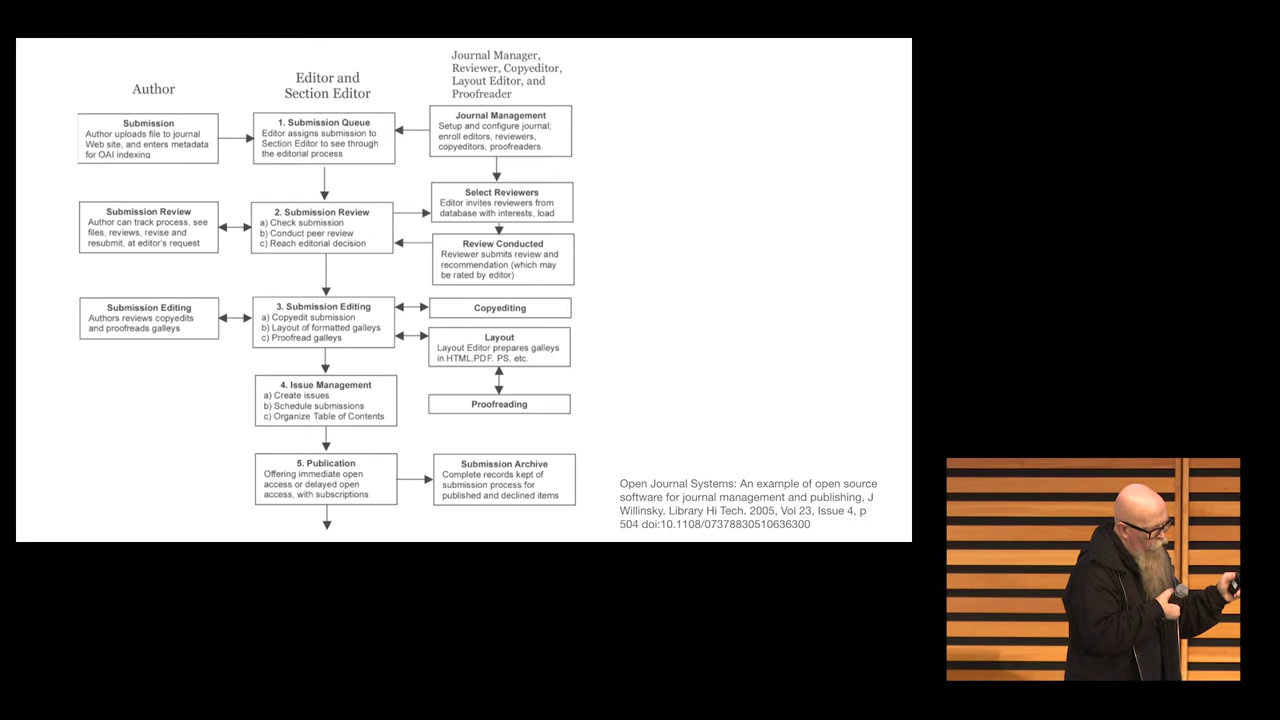 Author
Editor and
Section Editor
Journal Manager,
Reviewer, Copyeditor,
Layout Editor, and
Proofreader
Submission
Author uploads file to journal
Web site, and enters metadata
for OAI indexing
1. Submission Queue
Editor assigns submission to
Section Editor to see through
the editorial process
Journal Management
Setup and configure journal;
enroll editors, reviewers,
copyeditors, proofreaders.
Submission Review
Author can track process, see
files, reviews, revise and
resubmit, at editor's request
2. Submission Review
a) Check submission
b) Conduct peer review
c) Reach editorial decision
Select Reviewers
Editor invites reviewers from
database with interests, load
Review Conducted
Reviewer submits review and
recommendation (which may
be rated by editor)
Submission Editing
Authors reviews copyedits
and proofreads galleys
3. Submission Editing
a) Copyedit submission
b) Layout of formatted galleys
c) Proofread galleys
Copyediting
Layout
Layout Editor prepares galleys
in HTML.PDF. PS, etc.
Proofreading
4. Issue Management
a) Create issues
b) Schedule submissions
c) Organize Table of Contents
5. Publication
Offering immediate open
access or delayed open
access, with subscriptions
Submission Archive
Complete records kept of
submission process for
published and declined items
Open Journal Systems: An example of open source
software for journal management and publishing, J
Willinsky. Library Hi Tech. 2005, Vol 23, Issue 4, p
504 doi:10.1108/07378830510636300